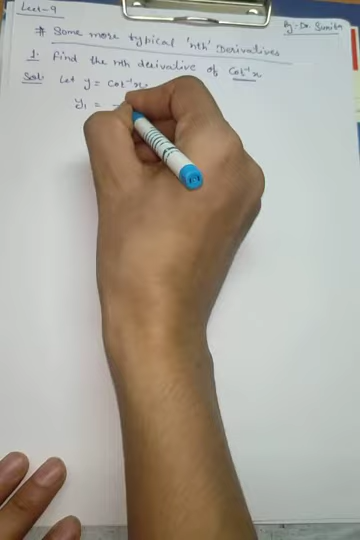 Lect-9
By:- Dr. Sunita
# Some more typical 'nth' Derivatives
1. Find the nth derivative of Cot⁻¹x
Sol: Let y = Cot⁻¹x.
y₁ = -